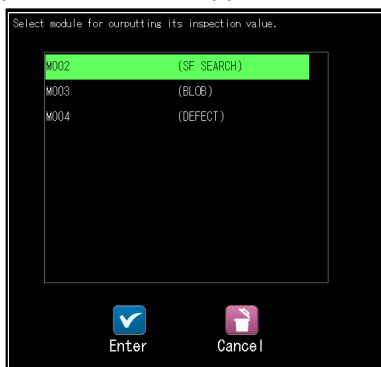 Select module for ourputting its inspection value.
M002 (SF SEARCH)
M003 (BLOB)
M004 (DEFECT)
Enter Cancel